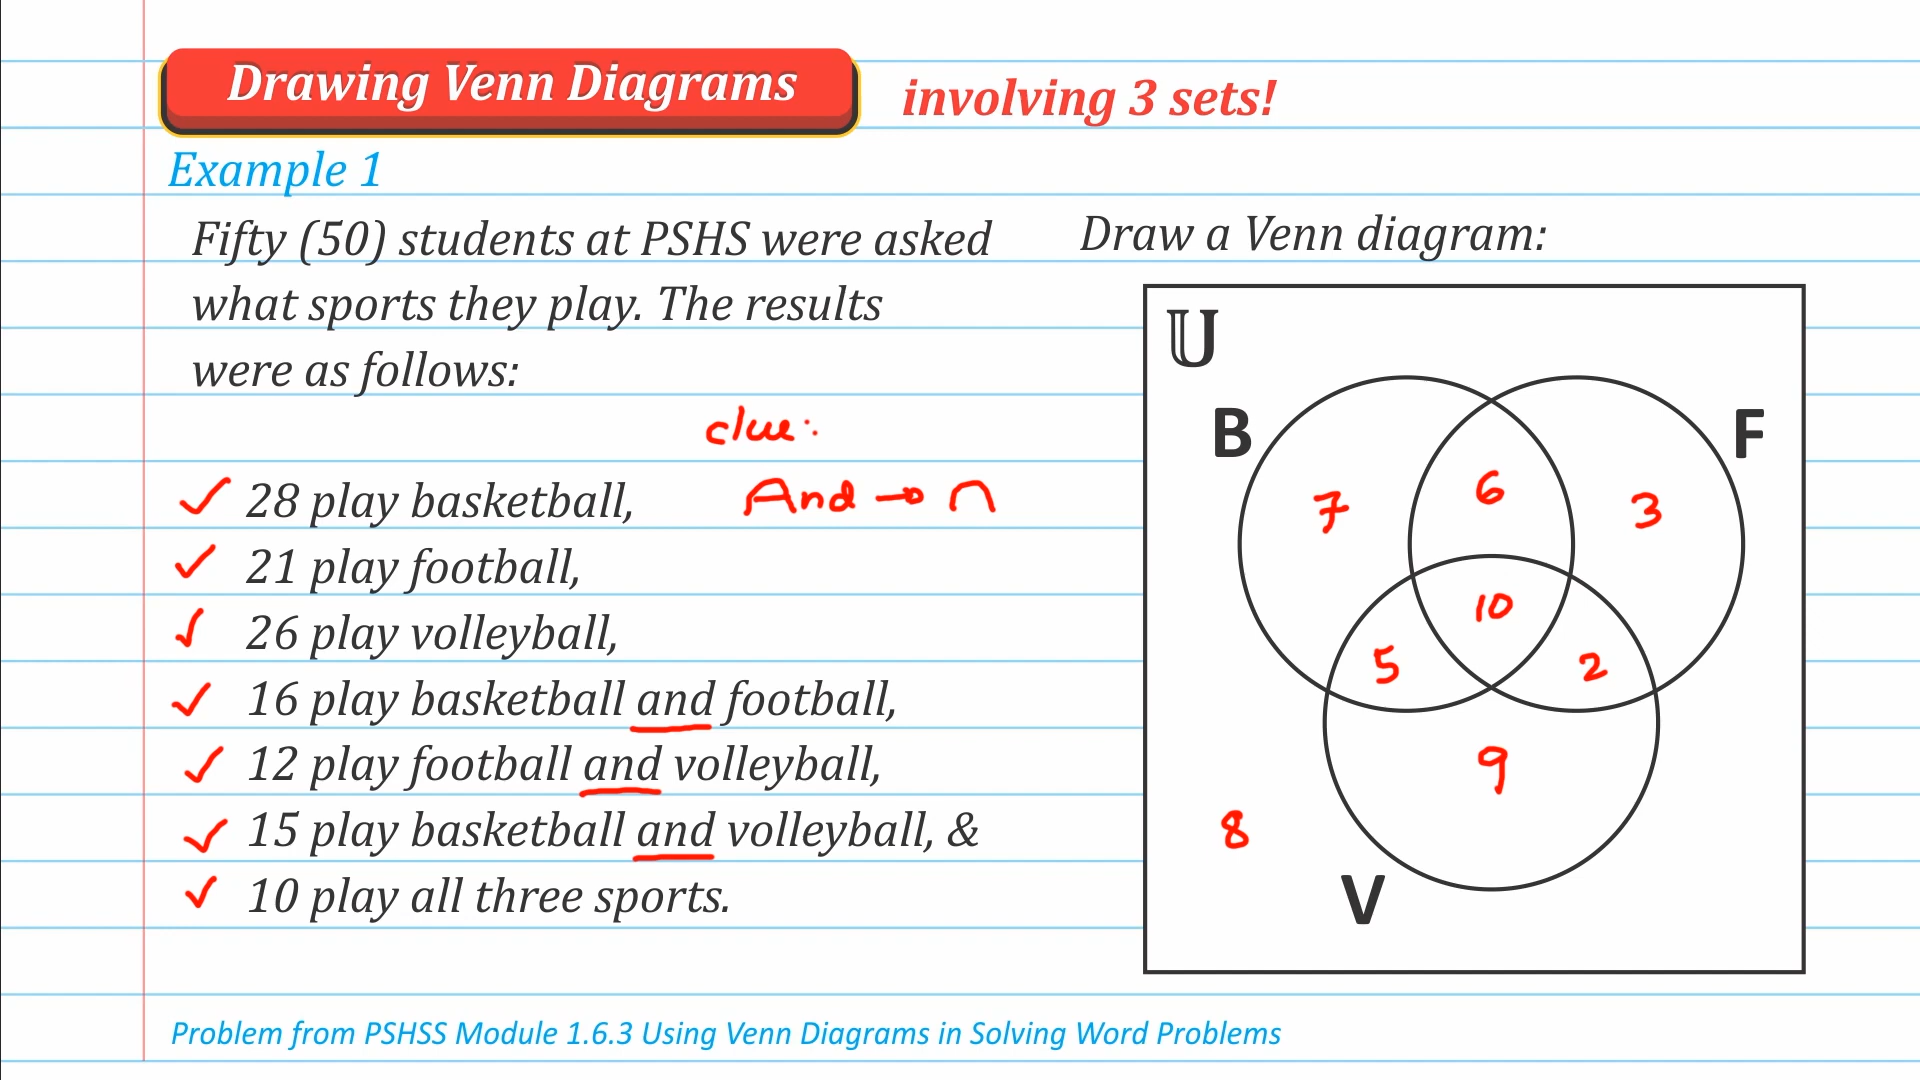 Drawing Venn Diagrams
involving 3 sets!
Example 1
Fifty (50) students at PSHS were asked
what sports they play. The results
were as follows:
clue:
And → ∩
28 play basketball,
21 play football,
26 play volleyball,
16 play basketball and football,
12 play football and volleyball,
15 play basketball and volleyball, &
10 play all three sports.
Draw a Venn diagram:
𝕌
B
F
7
6
3
10
5
2
9
8
V
Problem from PSHSS Module 1.6.3 Using Venn Diagrams in Solving Word Problems